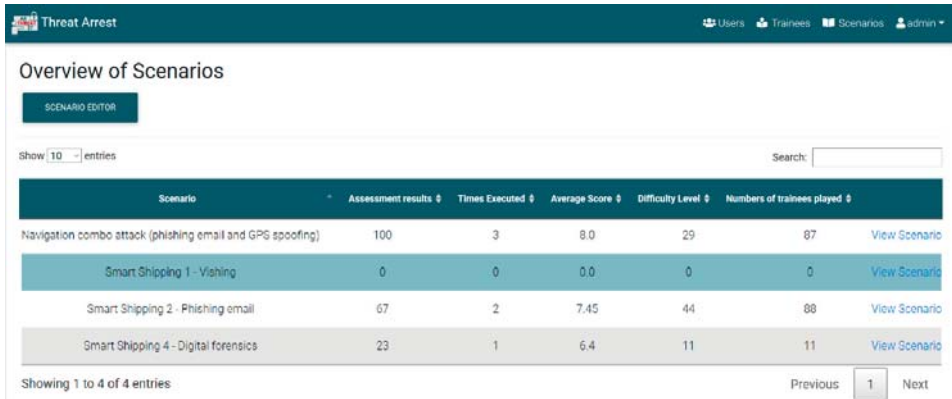 Threat Arrest Users Trainees Scenarios admin
Overview of Scenarios
SCENARIO EDITOR
Show 10 entries Search:
Scenario Assessment results Times Executed Average Score Difficulty Level Numbers of trainees played
Navigation combo attack (phishing email and GPS spoofing) 100 3 8.0 29 87 View Scenario
Smart Shipping 1 - Vishing 0 0 0.0 0 0 View Scenario
Smart Shipping 2 - Phishing email 67 2 7.45 44 88 View Scenario
Smart Shipping 4 - Digital forensics 23 1 6.4 11 11 View Scenario
Showing 1 to 4 of 4 entries Previous 1 Next